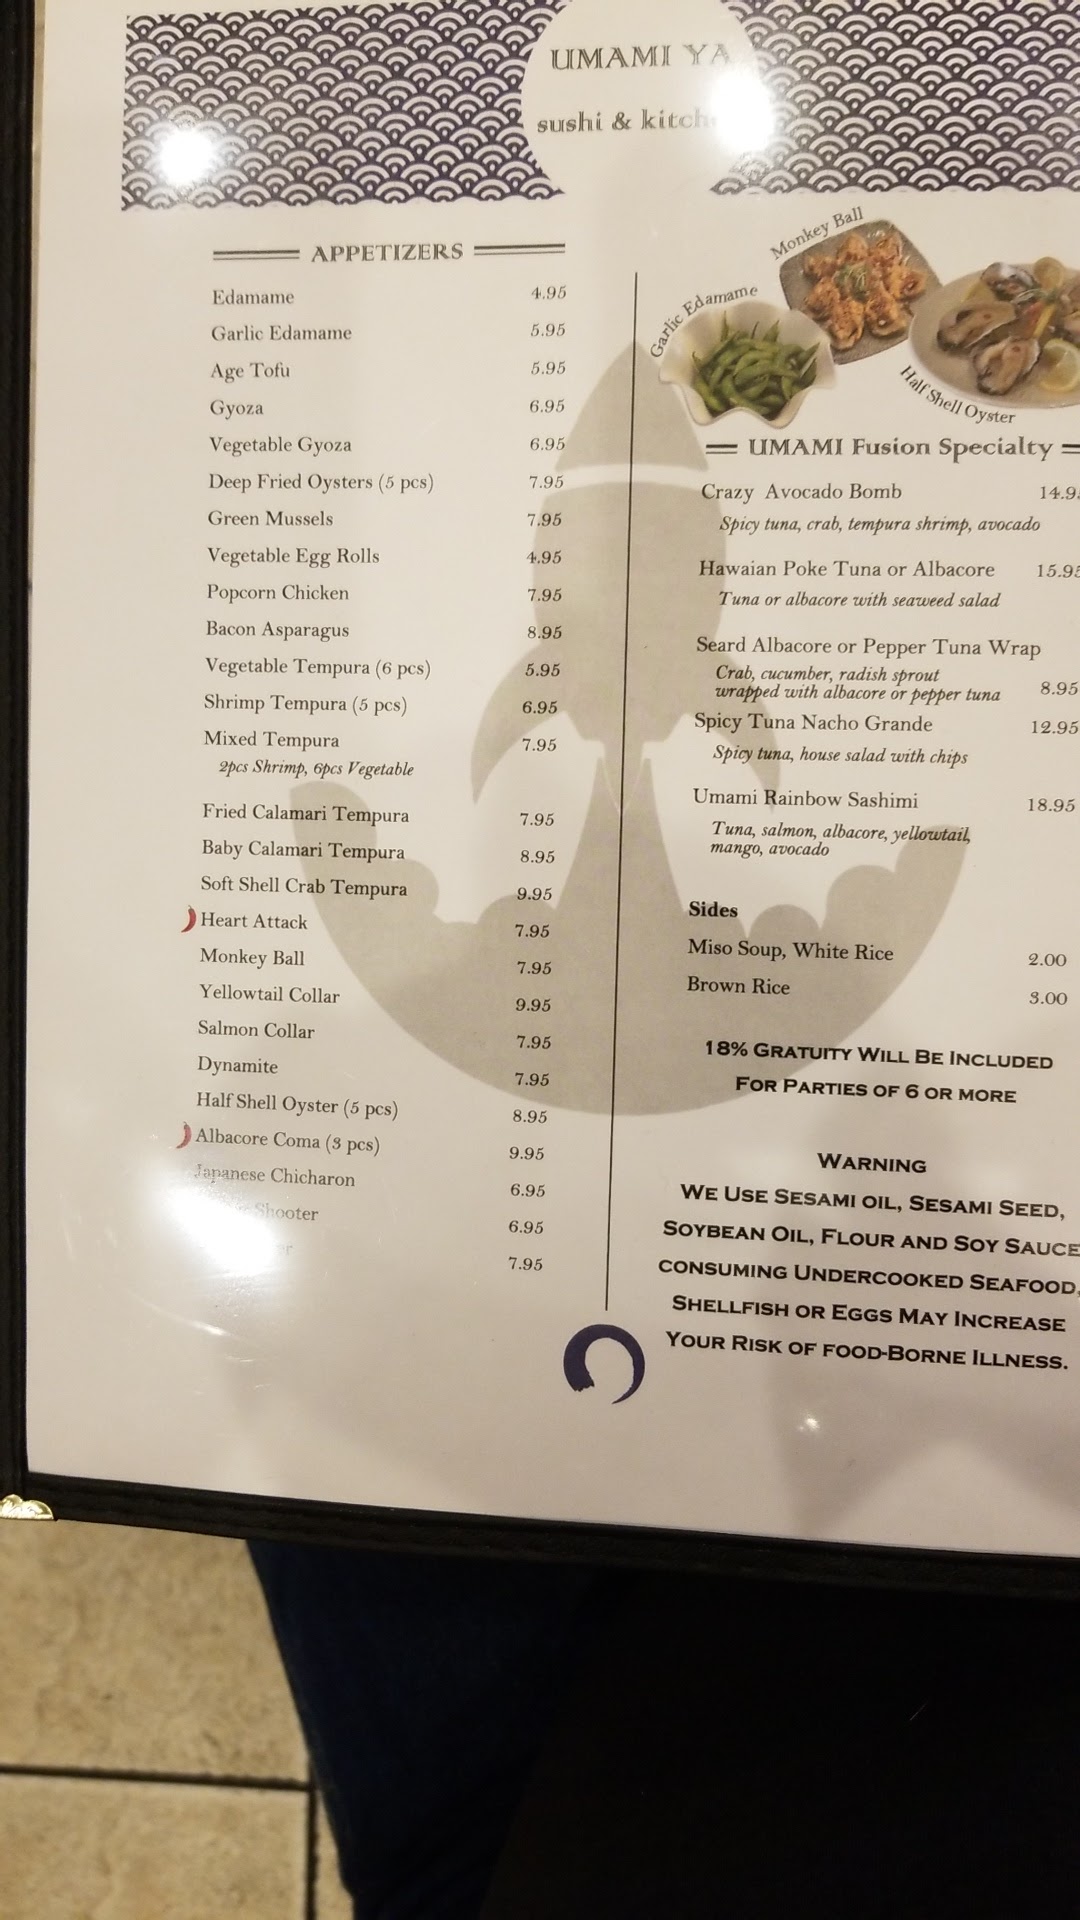 UMAMI YA
sushi &
APPETIZERS
Edamame 4.95
Garlic Edamame 5.95
Age Tofu 5.95
Gyoza 6.95
Vegetable Gyoza 6.95
Deep Fried Oysters (5 pcs) 7.95
Green Mussels 7.95
Vegetable Egg Rolls 4.95
Popcorn Chicken 7.95
Bacon Asparagus 8.95
Vegetable Tempura (6 pcs) 5.95
Shrimp Tempura (5 pcs) 6.95
Mixed Tempura 7.95
2pcs Shrimp, 6pcs Vegetable
Fried Calamari Tempura 7.95
Baby Calamari Tempura 8.95
Soft Shell Crab Tempura 9.95
Heart Attack 7.95
Monkey Ball 7.95
Yellowtail Collar 9.95
Salmon Collar 7.95
Dynamite 7.95
Half Shell Oyster (5 pcs) 8.95
Albacore Coma (3 pcs) 9.95
Japanese Chicharon 6.95
Shooter 6.95
7.95
Monkey Ball
Garlic Edamame
Half Shell Oyster
UMAMI Fusion Specialty
Crazy Avocado Bomb 14.9
Spicy tuna, crab, tempura shrimp, avocado
Hawaian Poke Tuna or Albacore 15.95
Tuna or albacore with seaweed salad
Seard Albacore or Pepper Tuna Wrap
Crab, cucumber, radish sprout
wrapped with albacore or pepper tuna 8.95
Spicy Tuna Nacho Grande 12.95
Spicy tuna, house salad with chips
Umami Rainbow Sashimi 18.95
Tuna, salmon, albacore, yellowtail,
mango, avocado
Sides
Miso Soup, White Rice 2.00
Brown Rice 3.00
18% GRATUITY WILL BE INCLUDED
FOR PARTIES OF 6 OR MORE
WARNING
WE USE SESAMI OIL, SESAMI SEED,
SOYBEAN OIL, FLOUR AND SOY SAUCE
CONSUMING UNDERCOOKED SEAFOOD,
SHELLFISH OR EGGS MAY INCREASE
YOUR RISK OF FOOD-BORNE ILLNESS.